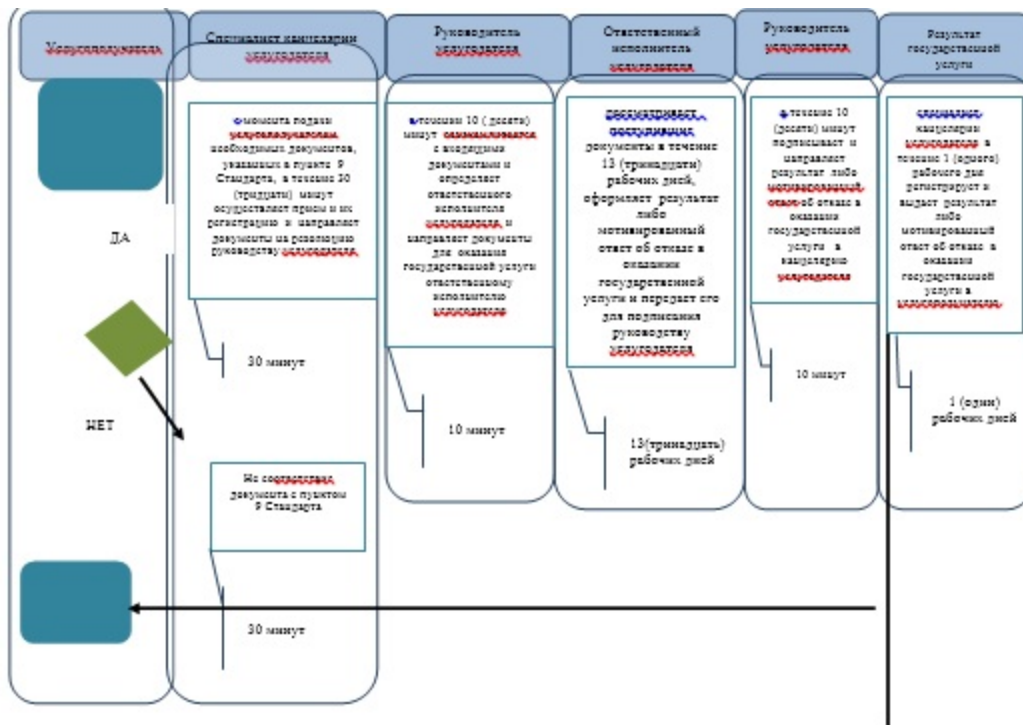 Услугополучатель
Специалист канцелярии
услугодателя
Руководитель
услугодателя
Ответственный
исполнитель
услугодателя
Руководитель
услугодателя
Результат
государственной
услуги
ДА
НЕТ
с момента подачи
услугополучателем
необходимых документов,
указанных в пункте 9
Стандарта, в течение 30
(тридцати) минут
осуществляет прием и их
регистрацию и направляет
документы на резолюцию
руководству услугодателя
30 минут
Не соответствие
документа с пунктом
9 Стандарта
30 минут
в течении 10 ( десяти)
минут ознакамливается
с входящими
документами и
определяет
ответственного
исполнителя
услугодателя и
направляет документы
для оказания
государственной услуги
ответственному
исполнителю
услугодателя
10 минут
рассматривает
поступившие
документы в течение
13 (тринадцати)
рабочих дней,
оформляет результат
либо
мотивированный
ответ об отказе в
оказании
государственной
услуги и передает его
для подписания
руководству
услугодателя
13(тринадцать)
рабочих дней
в течение 10
(десяти) минут
подписывает и
направляет
результат либо
мотивированный
ответ об отказе в
оказании
государственной
услуги в
канцелярию
услугодателя
10 минут
специалист
канцелярии
услугодателя в
течение 1 (одного)
рабочего дня
регистрирует и
выдает результат
либо
мотивированный
ответ об отказе в
оказании
государственной
услуги в
услугополучателю
1 (один)
рабочих дней